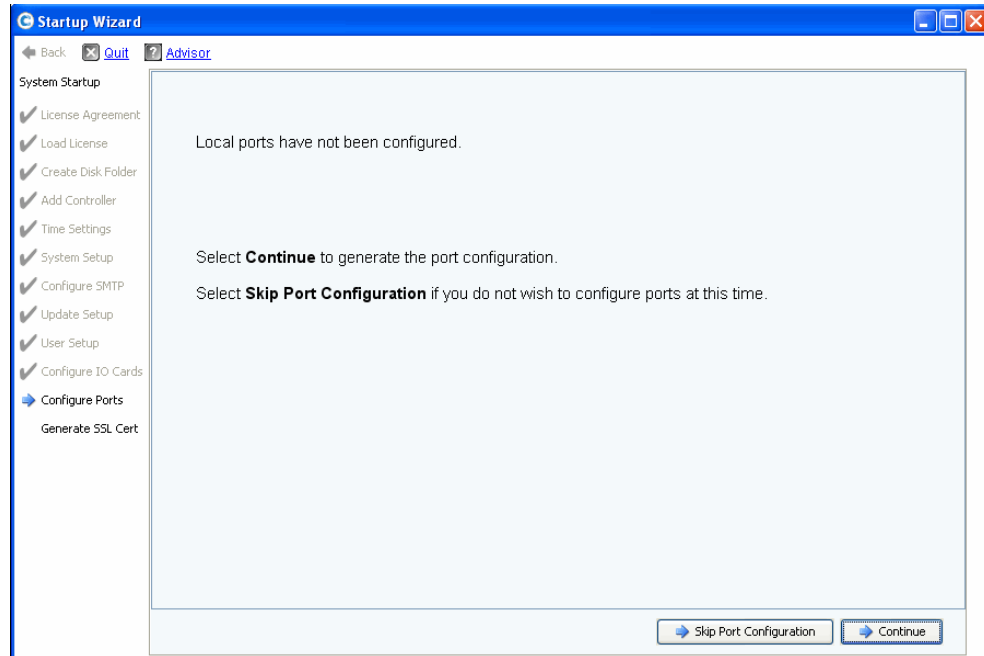 Startup Wizard
Back Quit Advisor
System Startup
License Agreement
Load License
Create Disk Folder
Add Controller
Time Settings
System Setup
Configure SMTP
Update Setup
User Setup
Configure IO Cards
Configure Ports
Generate SSL Cert
Local ports have not been configured.
Select Continue to generate the port configuration.
Select Skip Port Configuration if you do not wish to configure ports at this time.
Skip Port Configuration Continue